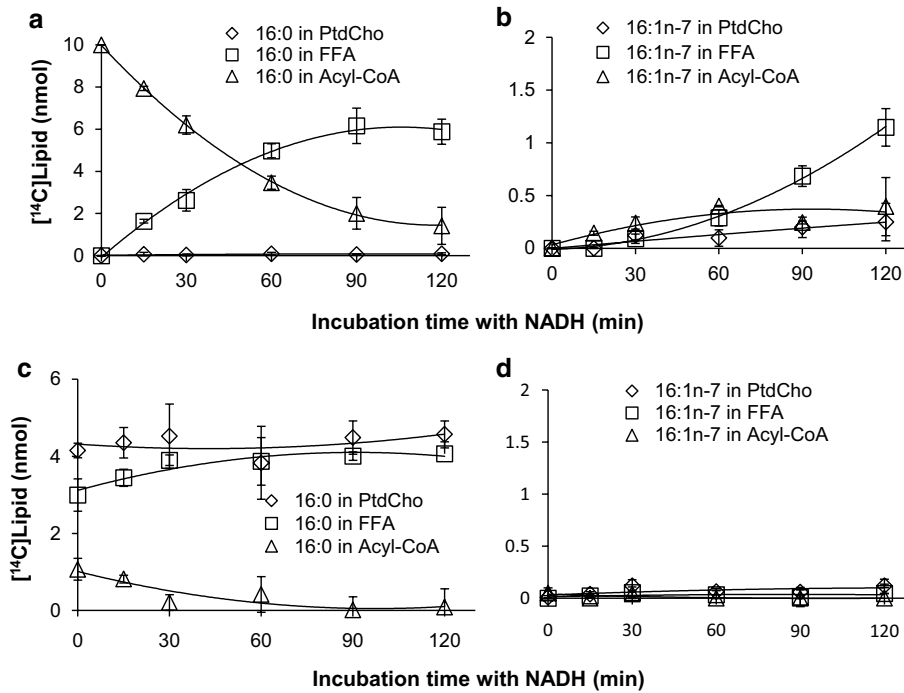 a
16:0 in PtdCho
16:0 in FFA
16:0 in Acyl-CoA
[¹⁴C]Lipid (nmol)
10
8
6
4
2
0
0 30 60 90 120
b
16:1n-7 in PtdCho
16:1n-7 in FFA
16:1n-7 in Acyl-CoA
2
1.5
1
0.5
0
0 30 60 90 120
Incubation time with NADH (min)
c
[¹⁴C]Lipid (nmol)
6
4
2
0
16:0 in PtdCho
16:0 in FFA
16:0 in Acyl-CoA
0 30 60 90 120
d
16:1n-7 in PtdCho
16:1n-7 in FFA
16:1n-7 in Acyl-CoA
2
1.5
1
0.5
0
0 30 60 90 120
Incubation time with NADH (min)